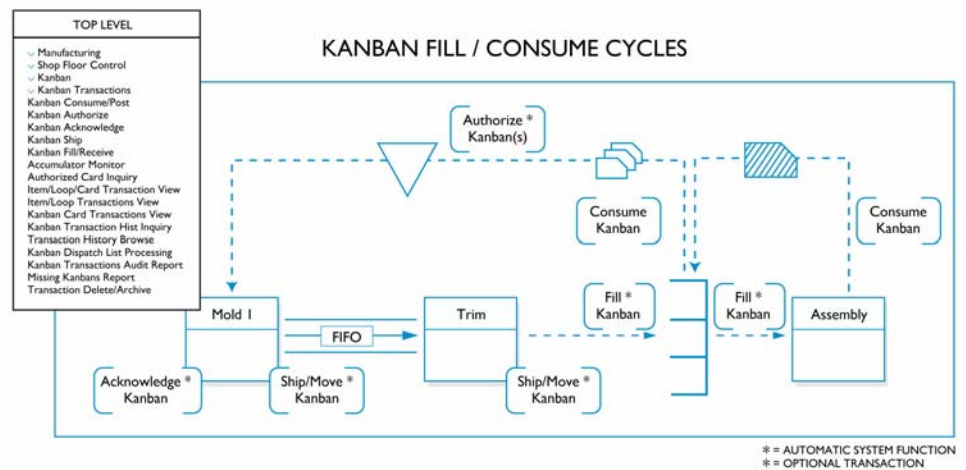 TOP LEVEL
Manufacturing
Shop Floor Control
Kanban
Kanban Transactions
Kanban Consume/Post
Kanban Authorize
Kanban Acknowledge
Kanban Ship
Kanban Fill/Receive
Accumulator Monitor
Authorized Card Inquiry
Item/Loop/Card Transaction View
Item/Loop Transactions View
Kanban Card Transactions View
Kanban Transaction Hist Inquiry
Transaction History Browse
Kanban Dispatch List Processing
Kanban Transactions Audit Report
Missing Kanbans Report
Transaction Delete/Archive
KANBAN FILL / CONSUME CYCLES
Authorize *
Kanban(s)
Consume
Kanban
Consume
Kanban
Mold 1
FIFO
Trim
Fill *
Kanban
Fill *
Kanban
Assembly
Acknowledge *
Kanban
Ship/Move *
Kanban
Ship/Move *
Kanban
* = AUTOMATIC SYSTEM FUNCTION
* = OPTIONAL TRANSACTION